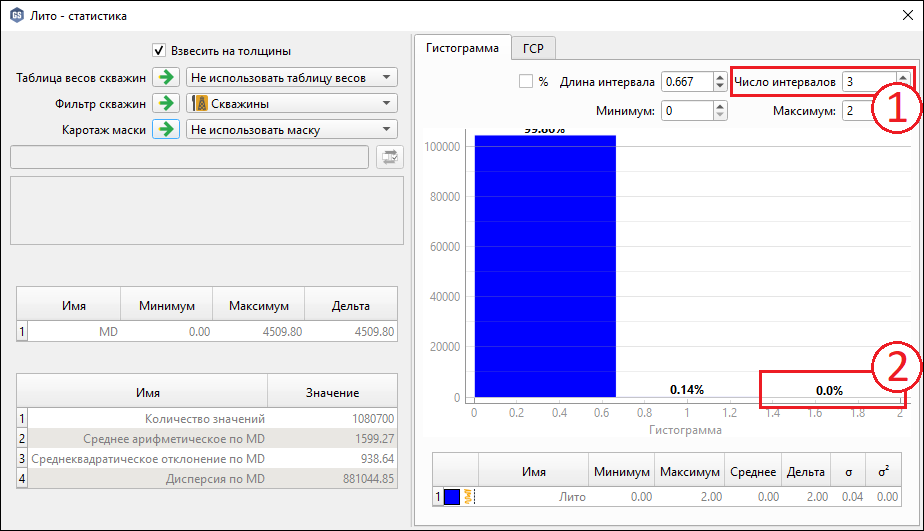 GS Лито - статистика
Взвесить на толщины
Таблица весов скважин Не использовать таблицу весов
Фильтр скважин Скважины
Каротаж маски Не использовать маску
Имя Минимум Максимум Дельта
1 MD 0.00 4509.80 4509.80
Имя Значение
1 Количество значений 1080700
2 Среднее арифметическое по MD 1599.27
3 Среднеквадратическое отклонение по MD 938.64
4 Дисперсия по MD 881044.85
Гистограмма ГСР
% Длина интервала 0.667 Число интервалов 3
Минимум: 0 Максимум: 2
1
99.86%
100000
80000
60000
40000
20000
0
2
0.14% 0.0%
0 0.2 0.4 0.6 0.8 1 1.2 1.4 1.6 1.8 2
Гистограмма
Имя Минимум Максимум Среднее Дельта σ σ²
1 Лито 0.00 2.00 0.00 2.00 0.04 0.00